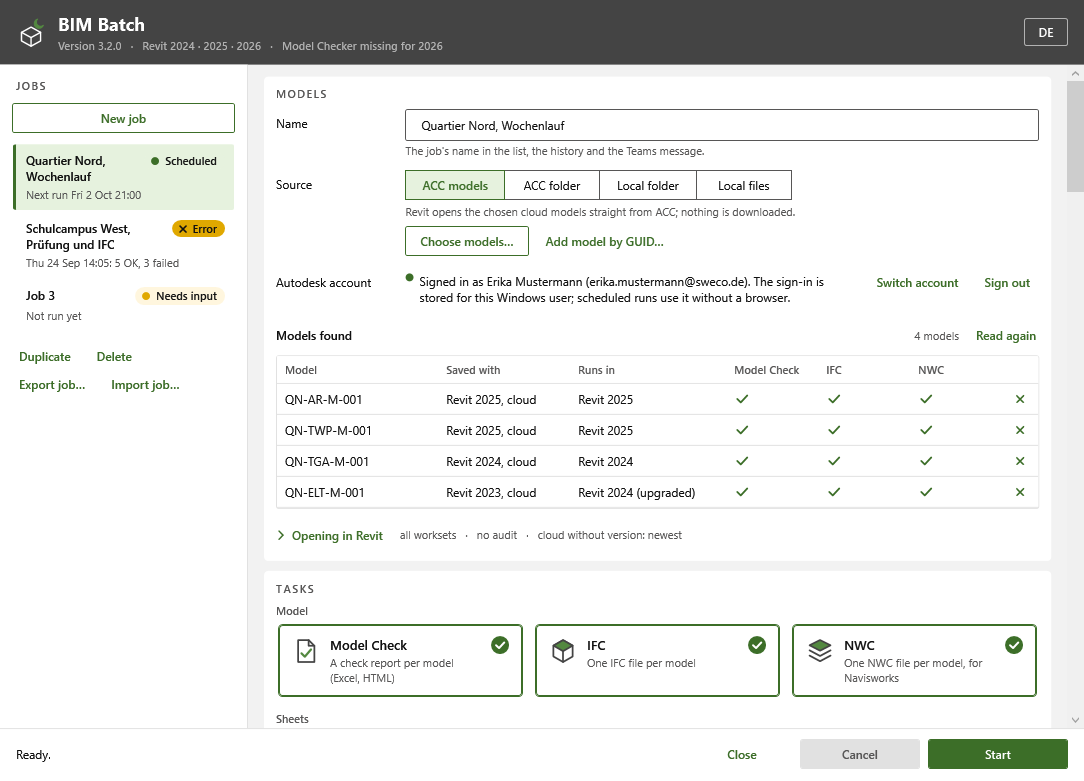 BIM Batch
Version 3.2.0 · Revit 2024 · 2025 · 2026 · Model Checker missing for 2026
DE
JOBS
New job
Quartier Nord, Wochenlauf
Scheduled
Next run Fri 2 Oct 21:00
Schulcampus West, Prüfung und IFC
Error
Thu 24 Sep 14:05: 5 OK, 3 failed
Job 3
Needs input
Not run yet
Duplicate Delete
Export job... Import job...
MODELS
Name
Quartier Nord, Wochenlauf
The job's name in the list, the history and the Teams message.
Source
ACC models ACC folder Local folder Local files
Revit opens the chosen cloud models straight from ACC; nothing is downloaded.
Choose models... Add model by GUID...
Autodesk account
Signed in as Erika Mustermann (erika.mustermann@sweco.de). The sign-in is
stored for this Windows user; scheduled runs use it without a browser.
Switch account Sign out
Models found 4 models Read again
Model Saved with Runs in Model Check IFC NWC
QN-AR-M-001 Revit 2025, cloud Revit 2025
QN-TWP-M-001 Revit 2025, cloud Revit 2025
QN-TGA-M-001 Revit 2024, cloud Revit 2024
QN-ELT-M-001 Revit 2023, cloud Revit 2024 (upgraded)
Opening in Revit all worksets · no audit · cloud without version: newest
TASKS
Model
Model Check
A check report per model
(Excel, HTML)
IFC
One IFC file per model
NWC
One NWC file per model, for
Navisworks
Sheets
Ready.
Close Cancel Start